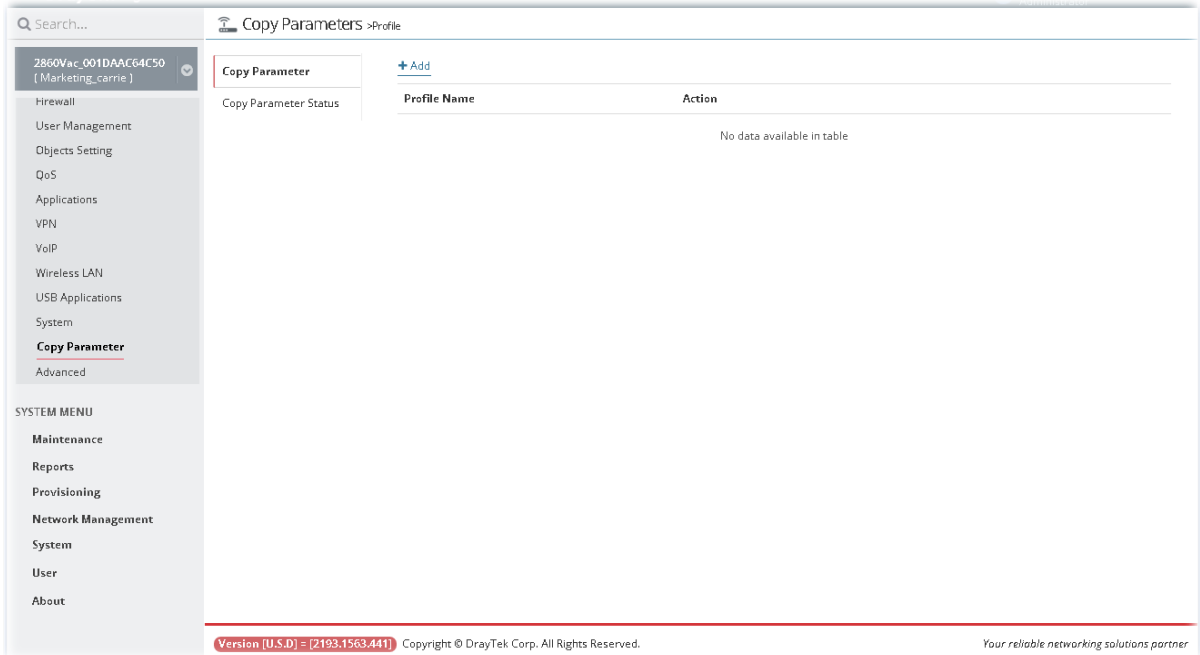 Administrator
Search...
Copy Parameters >Profile
2860Vac_001DAAC64C50
( Marketing_carrie )
Firewall
User Management
Objects Setting
QoS
Applications
VPN
VoIP
Wireless LAN
USB Applications
System
Copy Parameter
Advanced
SYSTEM MENU
Maintenance
Reports
Provisioning
Network Management
System
User
About
Copy Parameter
Copy Parameter Status
+ Add
Profile Name Action
No data available in table
Version [U.S.D] = [2193.1563.441] Copyright © DrayTek Corp. All Rights Reserved.
Your reliable networking solutions partner